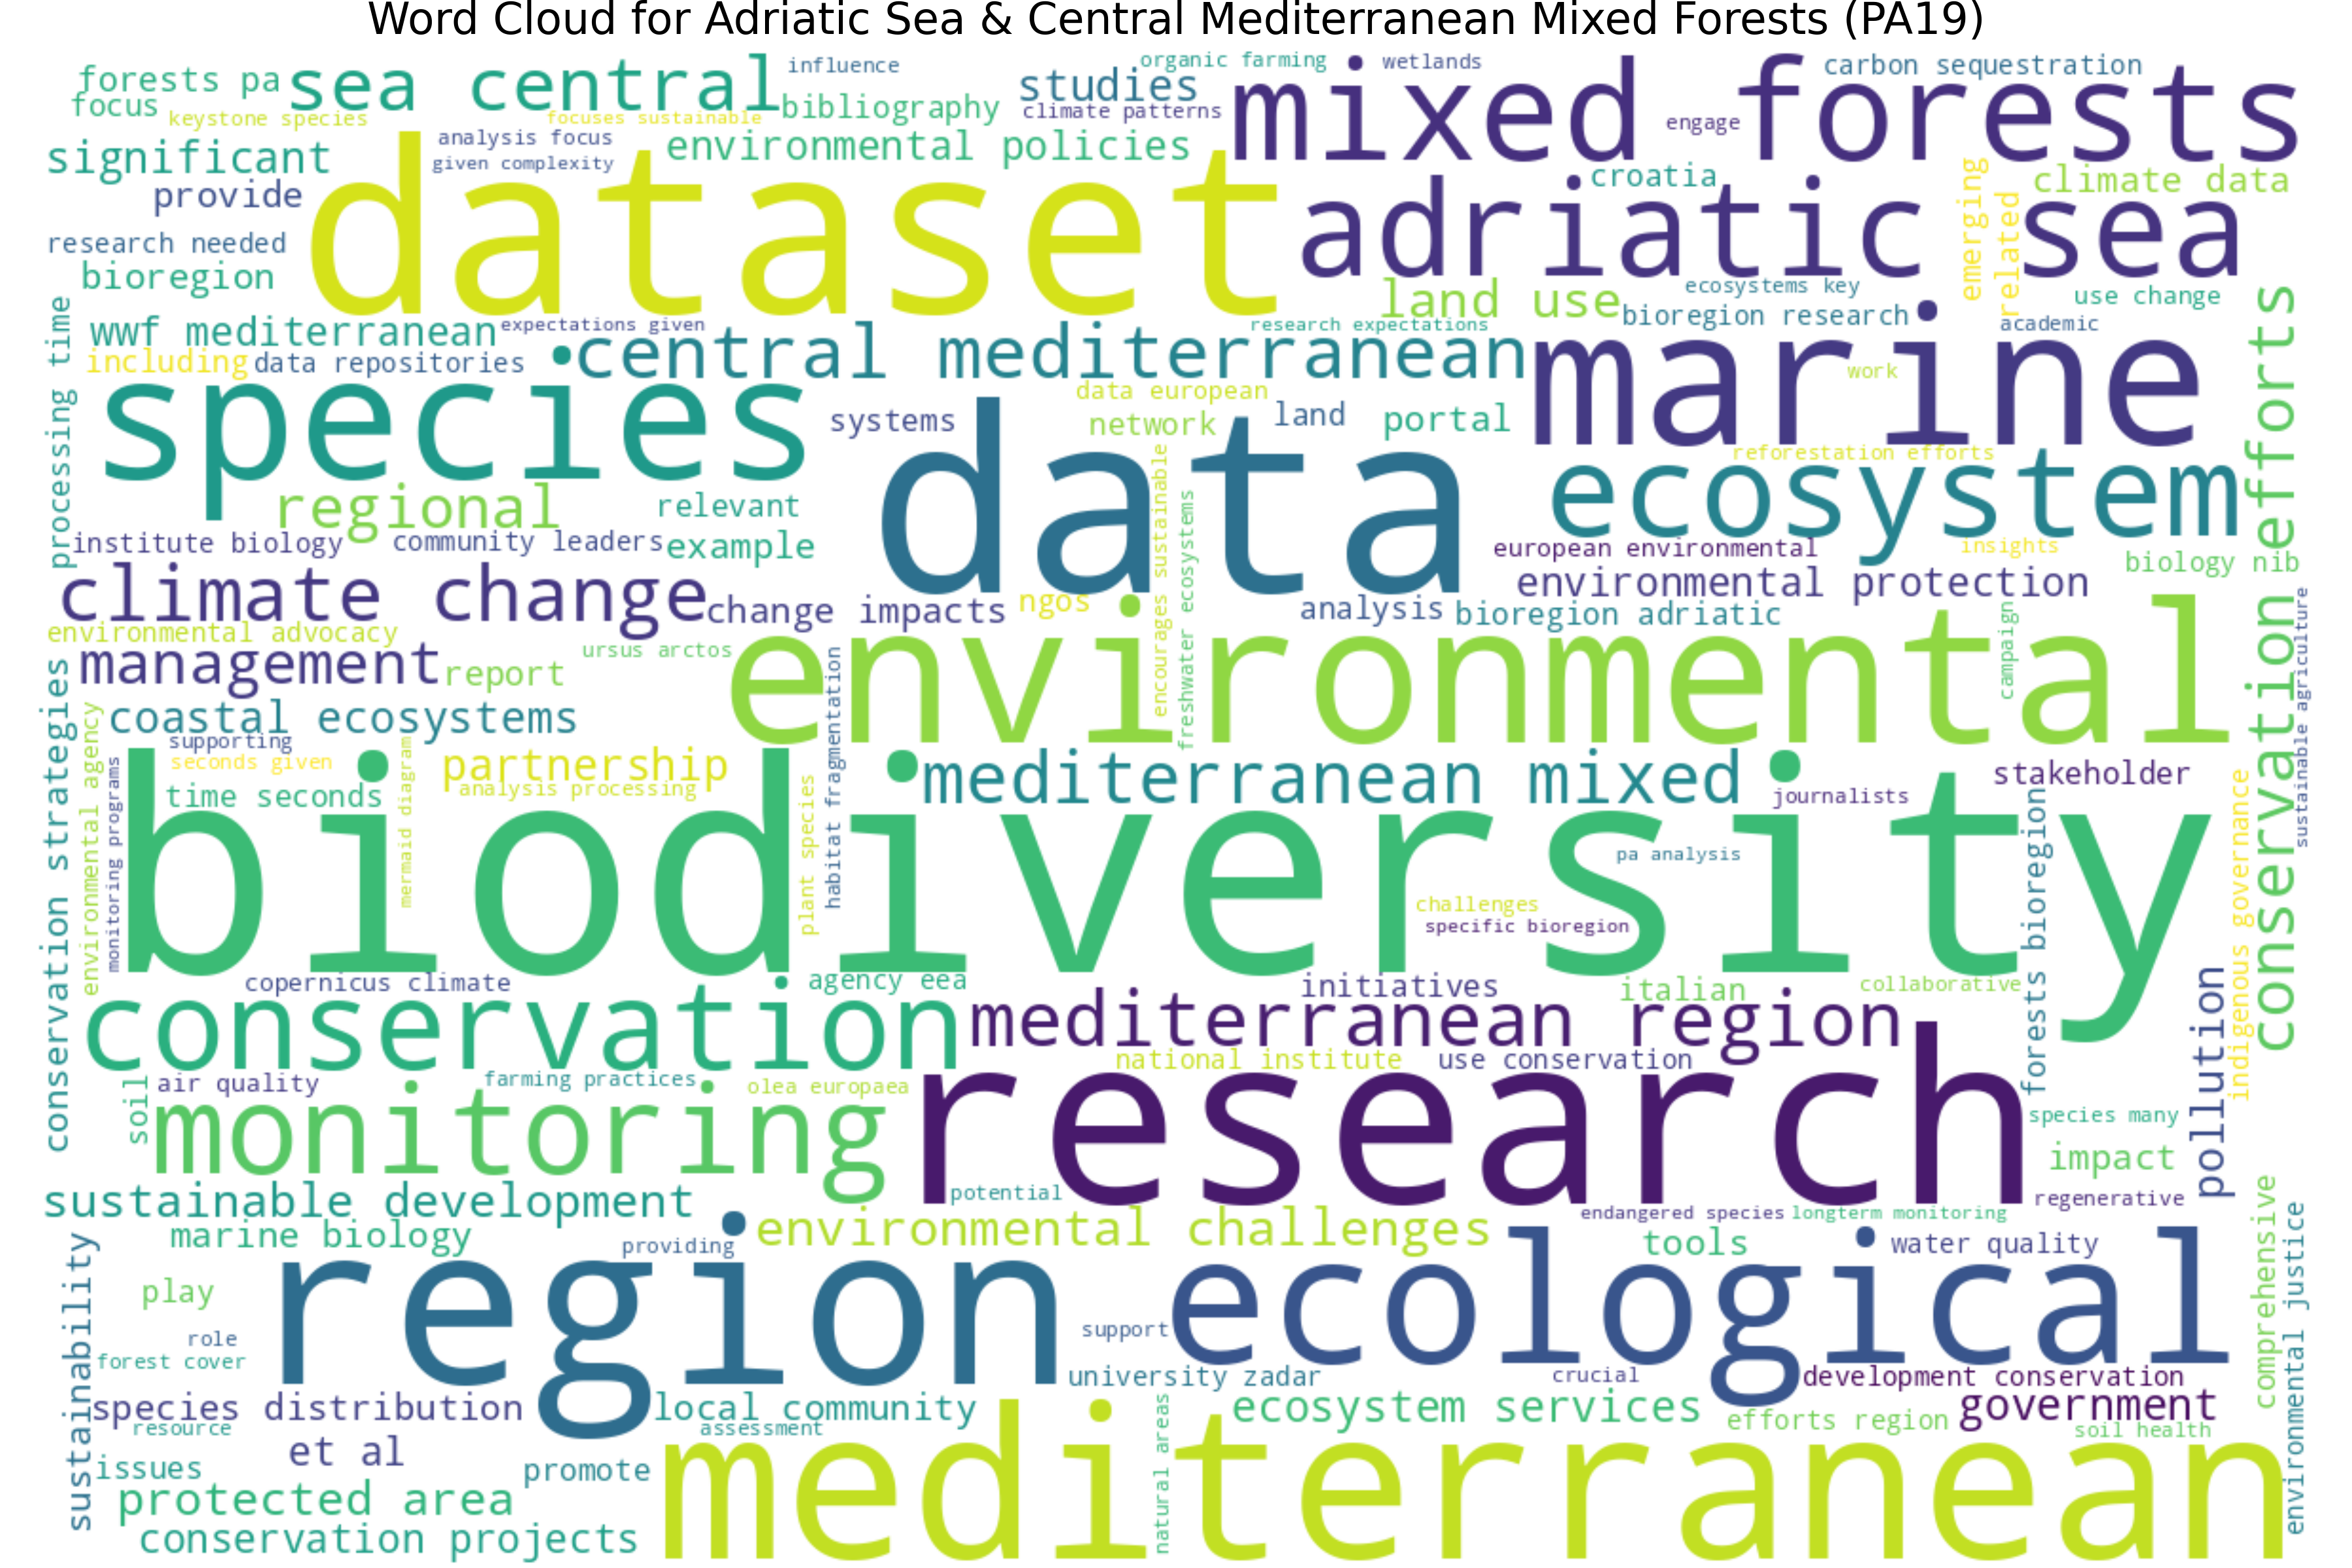 Word Cloud for Adriatic Sea & Central Mediterranean Mixed Forests (PA19)
forests pa
sea central
influence
organic farming
wetlands
mixed forests
carbon sequestration
focus
keystone species
focuses sustainable
bibliography
studies
climate patterns
engage
significant
analysis focus
given complexity
environmental policies
provide
dataset
croatia
emerging
related
climate data
adriatic sea
research needed
bioregion
land use
ecosystems key
use change
processing time
wwf mediterranean
expectations given
research expectations
bioregion research
academic
including
data repositories
central mediterranean
marine
work
conservation efforts
species
systems
data european
network
land
portal
data
reforestation efforts
ecosystem
regional
relevant
encourages sustainable
freshwater ecosystems
institute biology
community leaders
example
european environmental
insights
environmental protection
biology nib
climate change
change impacts
ngos
analysis
bioregion adriatic
campaign
sustainable agriculture
environmental advocacy
management
report
ursus arctos
environmental
conservation strategies
environmental agency
monitoring programs
coastal ecosystems
supporting
seconds given
time seconds
mermaid diagram
partnership
analysis processing
plant species
habitat fragmentation
mediterranean mixed
journalists
stakeholder
biodiversity
pa analysis
challenges
specific bioregion
forests bioregion
indigenous governance
copernicus climate
agency eea
initiatives
italian
collaborative
conservation
mediterranean region
pollution
national institute
use conservation
soil
air quality
farming practices
olea europaea
monitoring
research
species many
impact
sustainable development
potential
regenerative
marine biology
providing
environmental challenges
endangered species
longterm monitoring
tools
water quality
comprehensive
environmental justice
sustainability
play
region
ecological
role
support
forest cover
university zadar
crucial
development conservation
species distribution
local community
ecosystem services
efforts region
government
resource
assessment
natural areas
soil health
et al
issues
promote
mediterranean
protected area
conservation projects